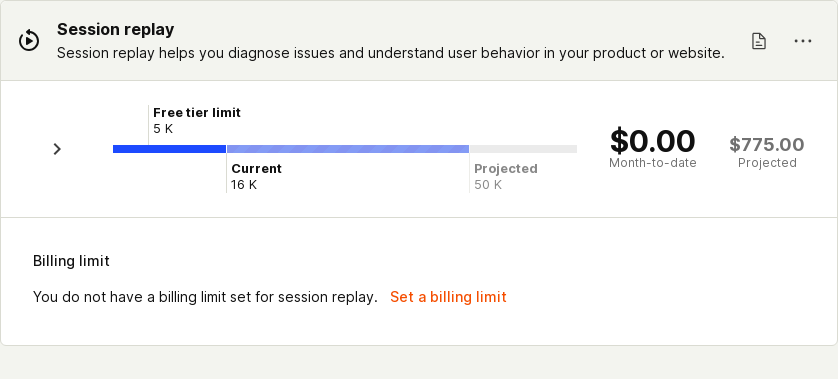 Session replay
Session replay helps you diagnose issues and understand user behavior in your product or website.
Free tier limit
5 K
Current
16 K
Projected
50 K
$0.00
Month-to-date
$775.00
Projected
Billing limit
You do not have a billing limit set for session replay. Set a billing limit